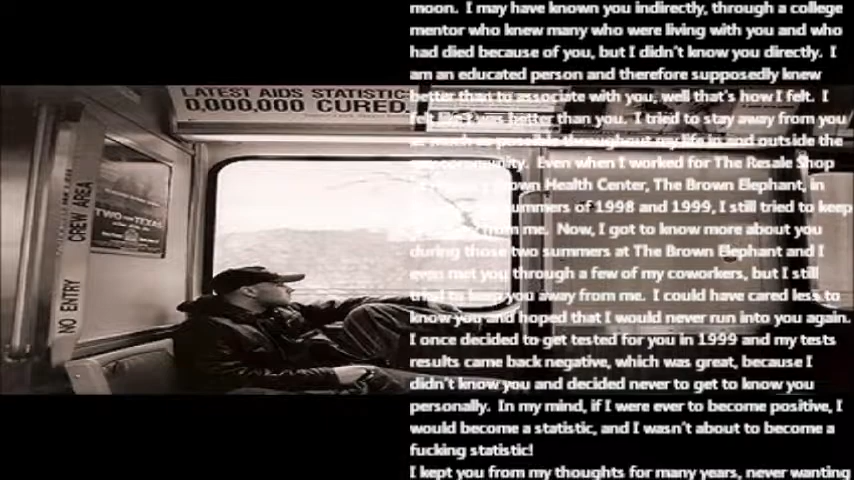 LATEST AIDS STATISTIC
0,000,000 CURED.
NO ENTRY
CREW AREA
TWO FOR TEXAS
moon.  I may have known you indirectly, through a college
mentor who knew many who were living with you and who
had died because of you, but I didn't know you directly.  I
am an educated person and therefore supposedly knew
better than to associate with you, well that's how I felt.  I
felt like I was better than you.  I tried to stay away from you
as much as possible throughout my life in and outside the
community.  Even when I worked for The Resale Shop
Brown Health Center, The Brown Elephant, in
summers of 1998 and 1999, I still tried to keep
from me.  Now, I got to know more about you
during those two summers at The Brown Elephant and I
even met you through a few of my coworkers, but I still
tried to keep you away from me.  I could have cared less to
know you and hoped that I would never run into you again.
I once decided to get tested for you in 1999 and my tests
results came back negative, which was great, because I
didn't know you and decided never to get to know you
personally.  In my mind, if I were ever to become positive, I
would become a statistic, and I wasn't about to become a
fucking statistic!
I kept you from my thoughts for many years, never wanting